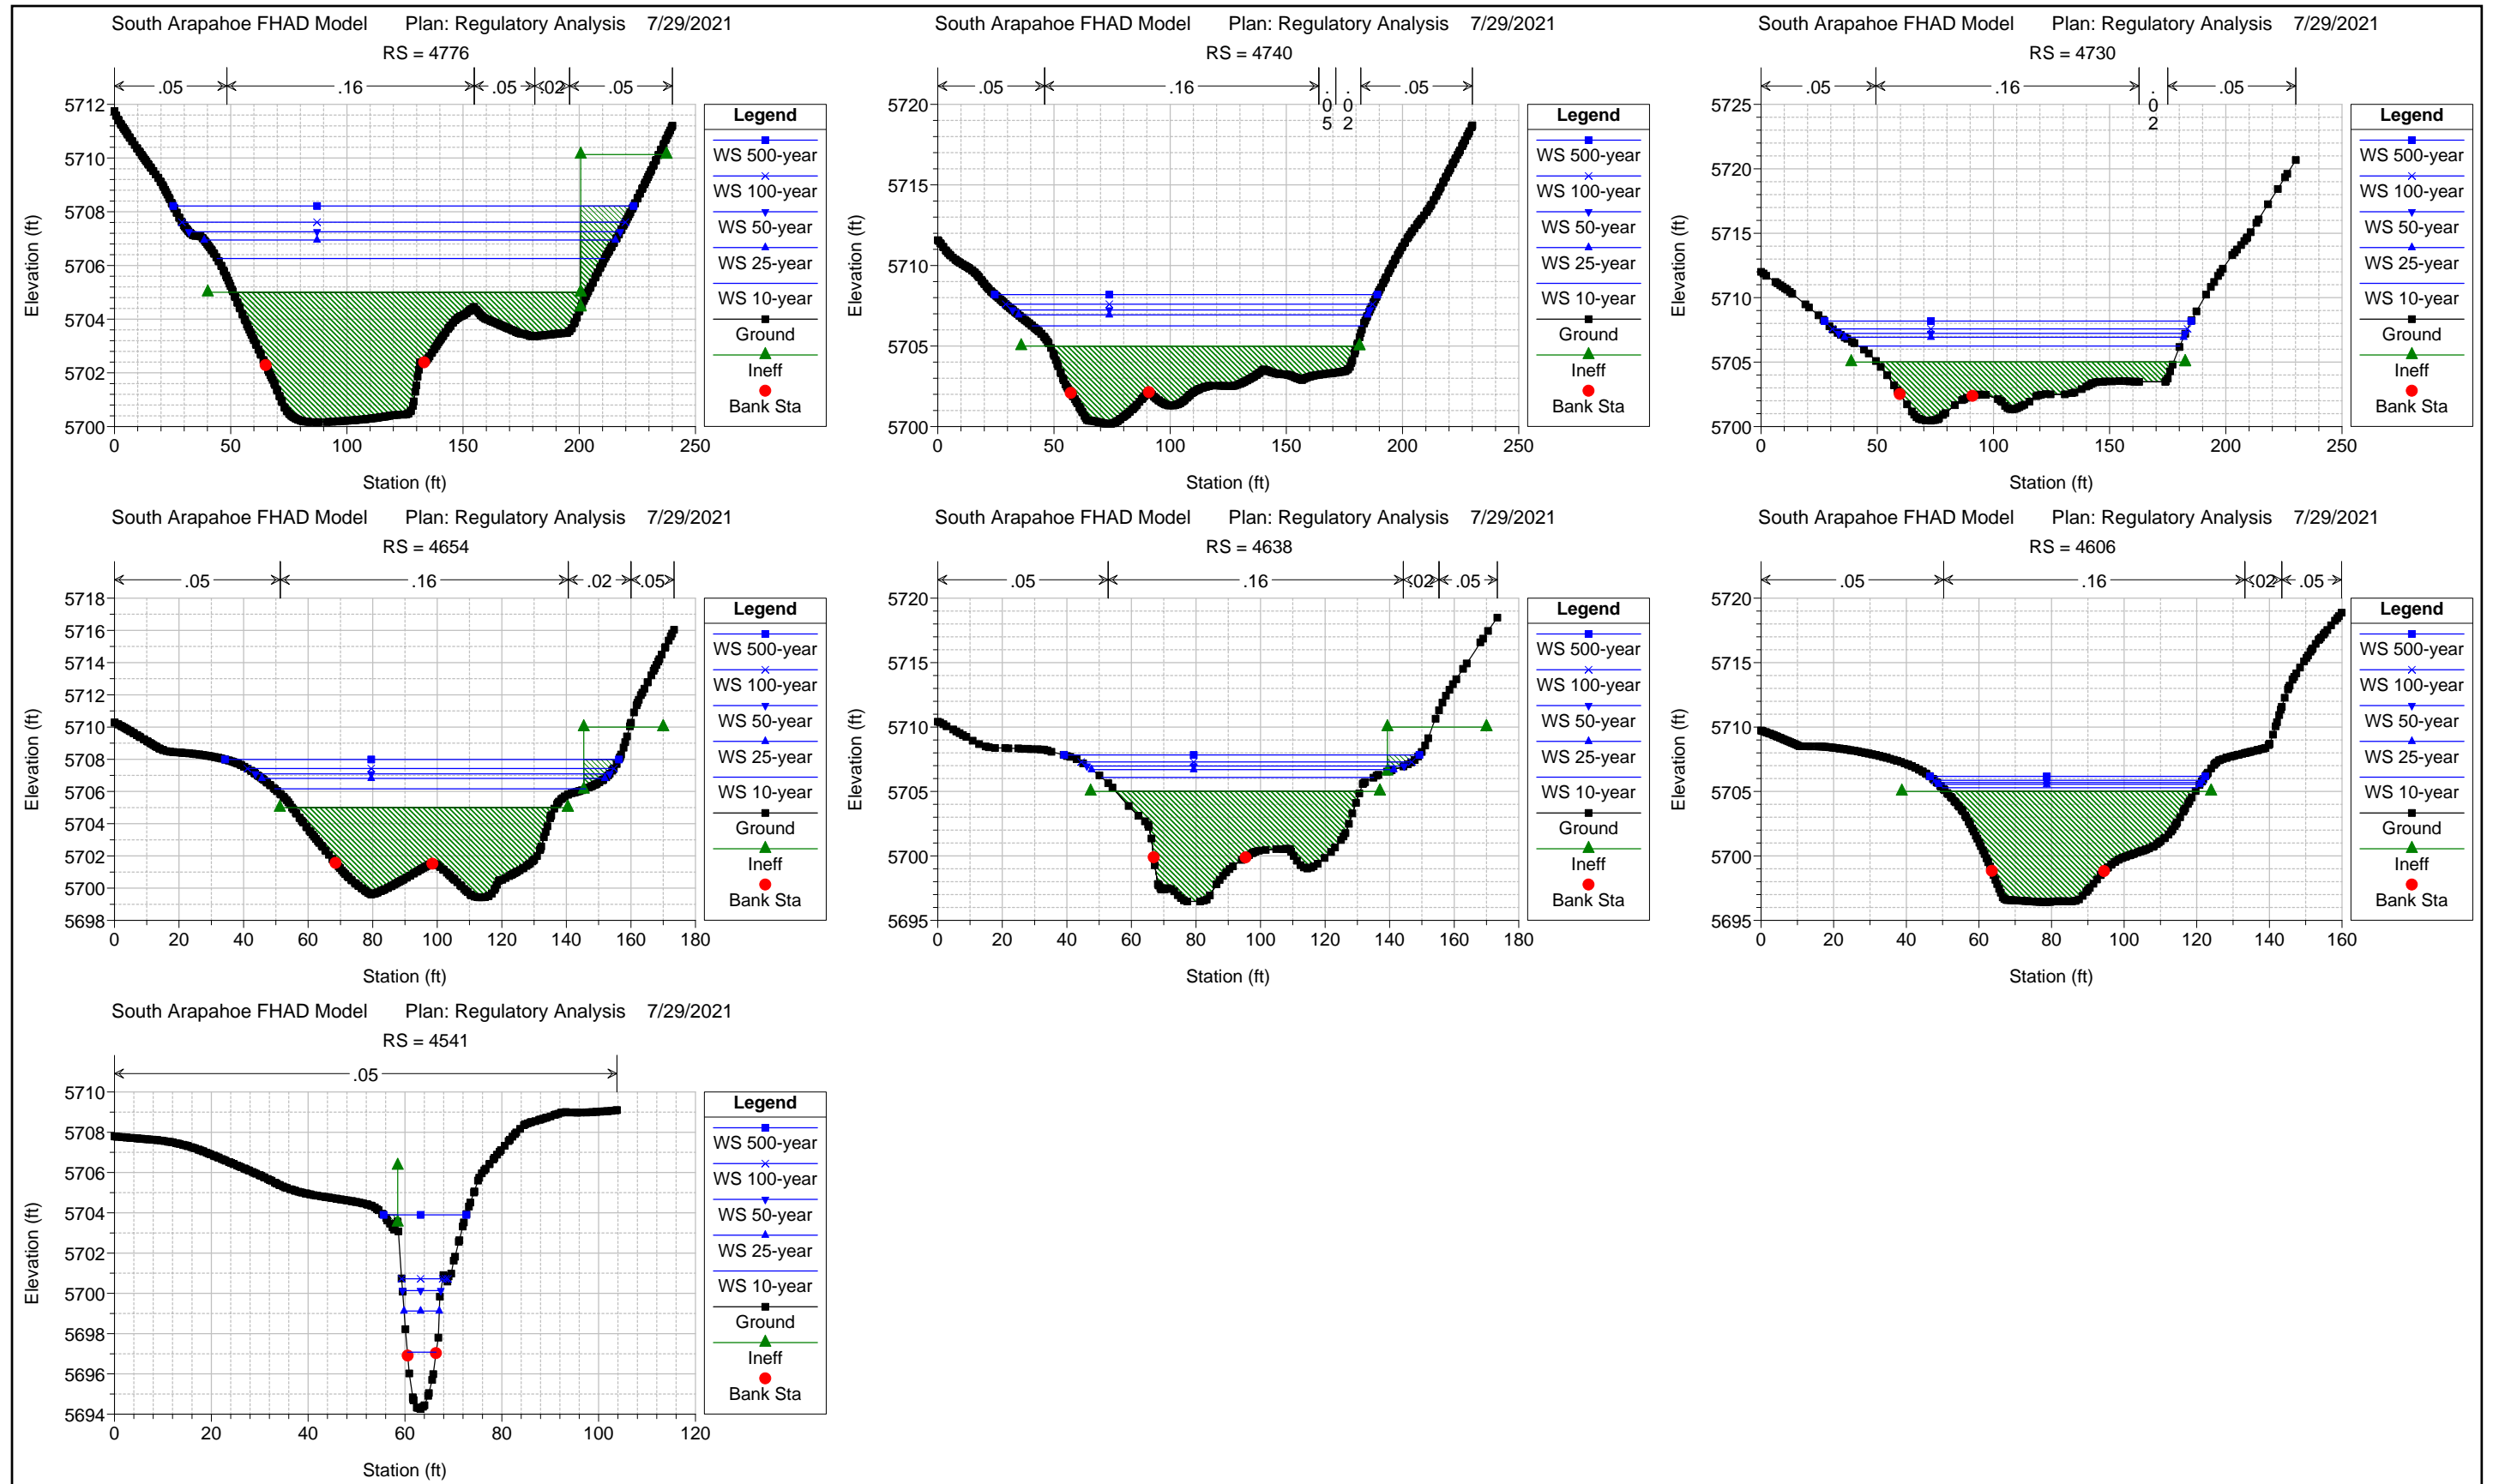 South Arapahoe FHAD Model Plan: Regulatory Analysis 7/29/2021
RS = 4776
.05 .16 .05 .02 .05
5712
5710
5708
5706
5704
5702
5700
Elevation (ft)
0 50 100 150 200 250
Station (ft)
Legend
WS 500-year
WS 100-year
WS 50-year
WS 25-year
WS 10-year
Ground
Ineff
Bank Sta
South Arapahoe FHAD Model Plan: Regulatory Analysis 7/29/2021
RS = 4740
.05 .16 .05 .02 .05
5720
5715
5710
5705
5700
Elevation (ft)
0 50 100 150 200 250
Station (ft)
Legend
WS 500-year
WS 100-year
WS 50-year
WS 25-year
WS 10-year
Ground
Ineff
Bank Sta
South Arapahoe FHAD Model Plan: Regulatory Analysis 7/29/2021
RS = 4730
.05 .16 .02 .05
5725
5720
5715
5710
5705
5700
Elevation (ft)
0 50 100 150 200 250
Station (ft)
Legend
WS 500-year
WS 100-year
WS 50-year
WS 25-year
WS 10-year
Ground
Ineff
Bank Sta
South Arapahoe FHAD Model Plan: Regulatory Analysis 7/29/2021
RS = 4654
.05 .16 .02 .05
5718
5716
5714
5712
5710
5708
5706
5704
5702
5700
5698
Elevation (ft)
0 20 40 60 80 100 120 140 160 180
Station (ft)
Legend
WS 500-year
WS 100-year
WS 50-year
WS 25-year
WS 10-year
Ground
Ineff
Bank Sta
South Arapahoe FHAD Model Plan: Regulatory Analysis 7/29/2021
RS = 4638
.05 .16 .02 .05
5720
5715
5710
5705
5700
5695
Elevation (ft)
0 20 40 60 80 100 120 140 160 180
Station (ft)
Legend
WS 500-year
WS 100-year
WS 50-year
WS 25-year
WS 10-year
Ground
Ineff
Bank Sta
South Arapahoe FHAD Model Plan: Regulatory Analysis 7/29/2021
RS = 4606
.05 .16 .02 .05
5720
5715
5710
5705
5700
5695
Elevation (ft)
0 20 40 60 80 100 120 140 160
Station (ft)
Legend
WS 500-year
WS 100-year
WS 50-year
WS 25-year
WS 10-year
Ground
Ineff
Bank Sta
South Arapahoe FHAD Model Plan: Regulatory Analysis 7/29/2021
RS = 4541
.05
5710
5708
5706
5704
5702
5700
5698
5696
5694
Elevation (ft)
0 20 40 60 80 100 120
Station (ft)
Legend
WS 500-year
WS 100-year
WS 50-year
WS 25-year
WS 10-year
Ground
Ineff
Bank Sta